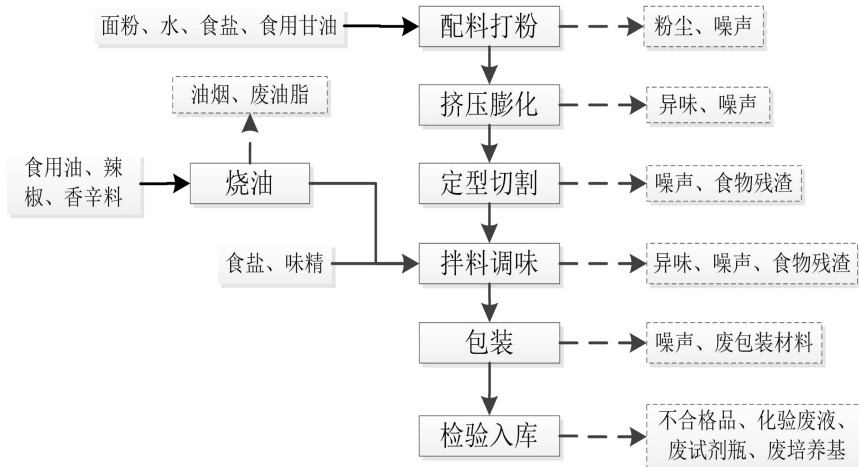 面粉、水、食盐、食用甘油
配料打粉
粉尘、噪声
油烟、废油脂
挤压膨化
异味、噪声
食用油、辣
椒、香辛料
烧油
定型切割
噪声、食物残渣
食盐、味精
拌料调味
异味、噪声、食物残渣
包装
噪声、废包装材料
检验入库
不合格品、化验废液、
废试剂瓶、废培养基